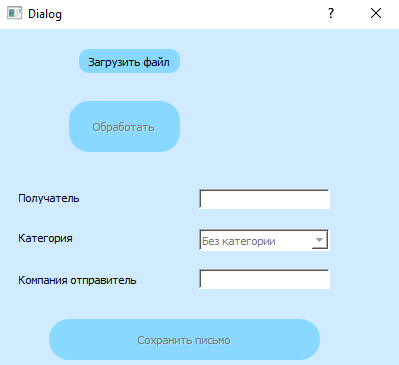 Dialog
Загрузить файл
Обработать
Получатель
Категория
Без категории
Компания отправитель
Сохранить письмо